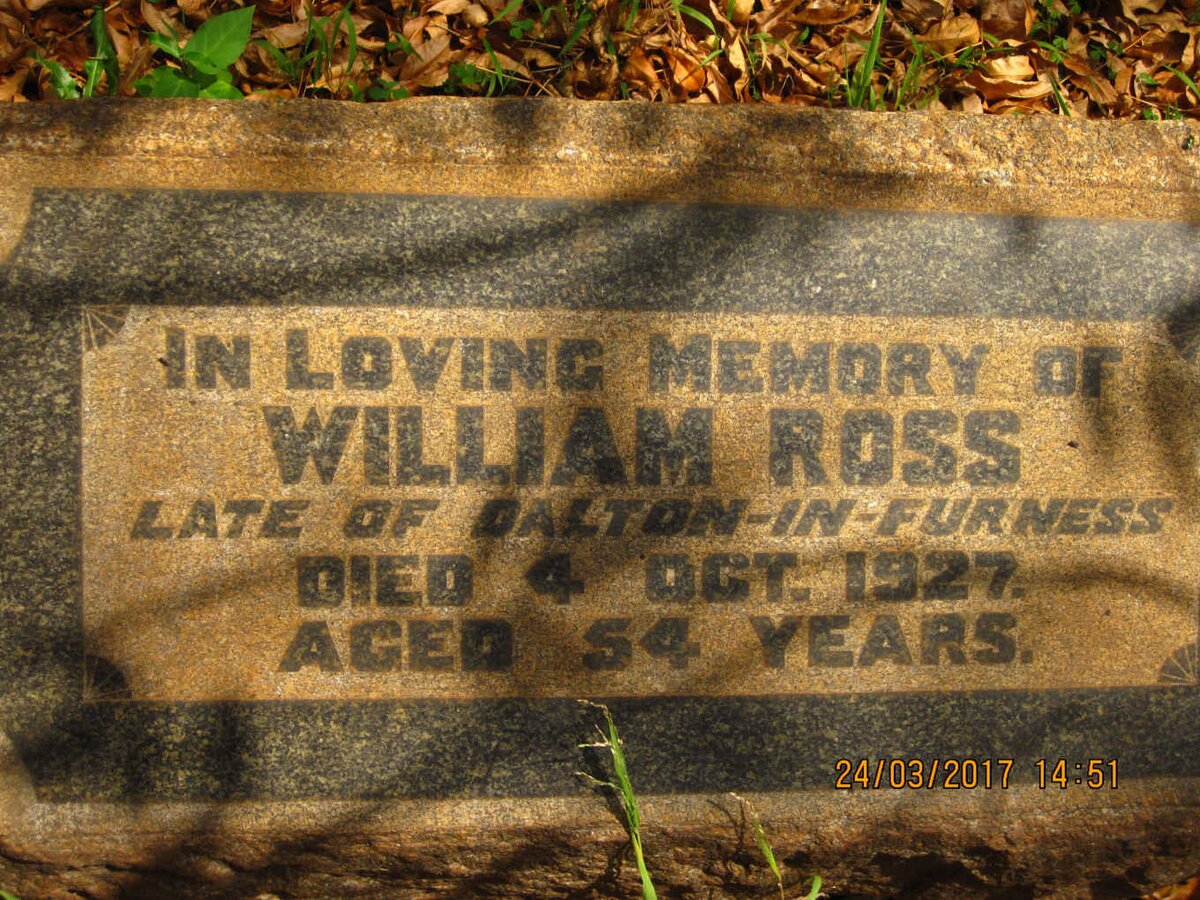 IN LOVING MEMORY OF
WILLIAM ROSS
LATE OF DALTON-IN-FURNESS
DIED 4 OCT. 1927.
AGED 54 YEARS.
24/03/2017 14:51